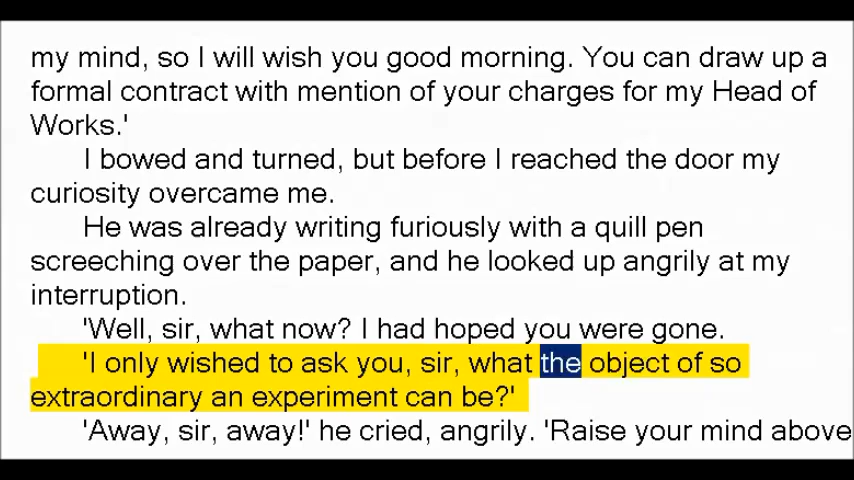 my mind, so I will wish you good morning. You can draw up a
formal contract with mention of your charges for my Head of
Works.'
I bowed and turned, but before I reached the door my
curiosity overcame me.
He was already writing furiously with a quill pen
screeching over the paper, and he looked up angrily at my
interruption.
'Well, sir, what now? I had hoped you were gone.
'I only wished to ask you, sir, what the object of so
extraordinary an experiment can be?'
'Away, sir, away!' he cried, angrily. 'Raise your mind above